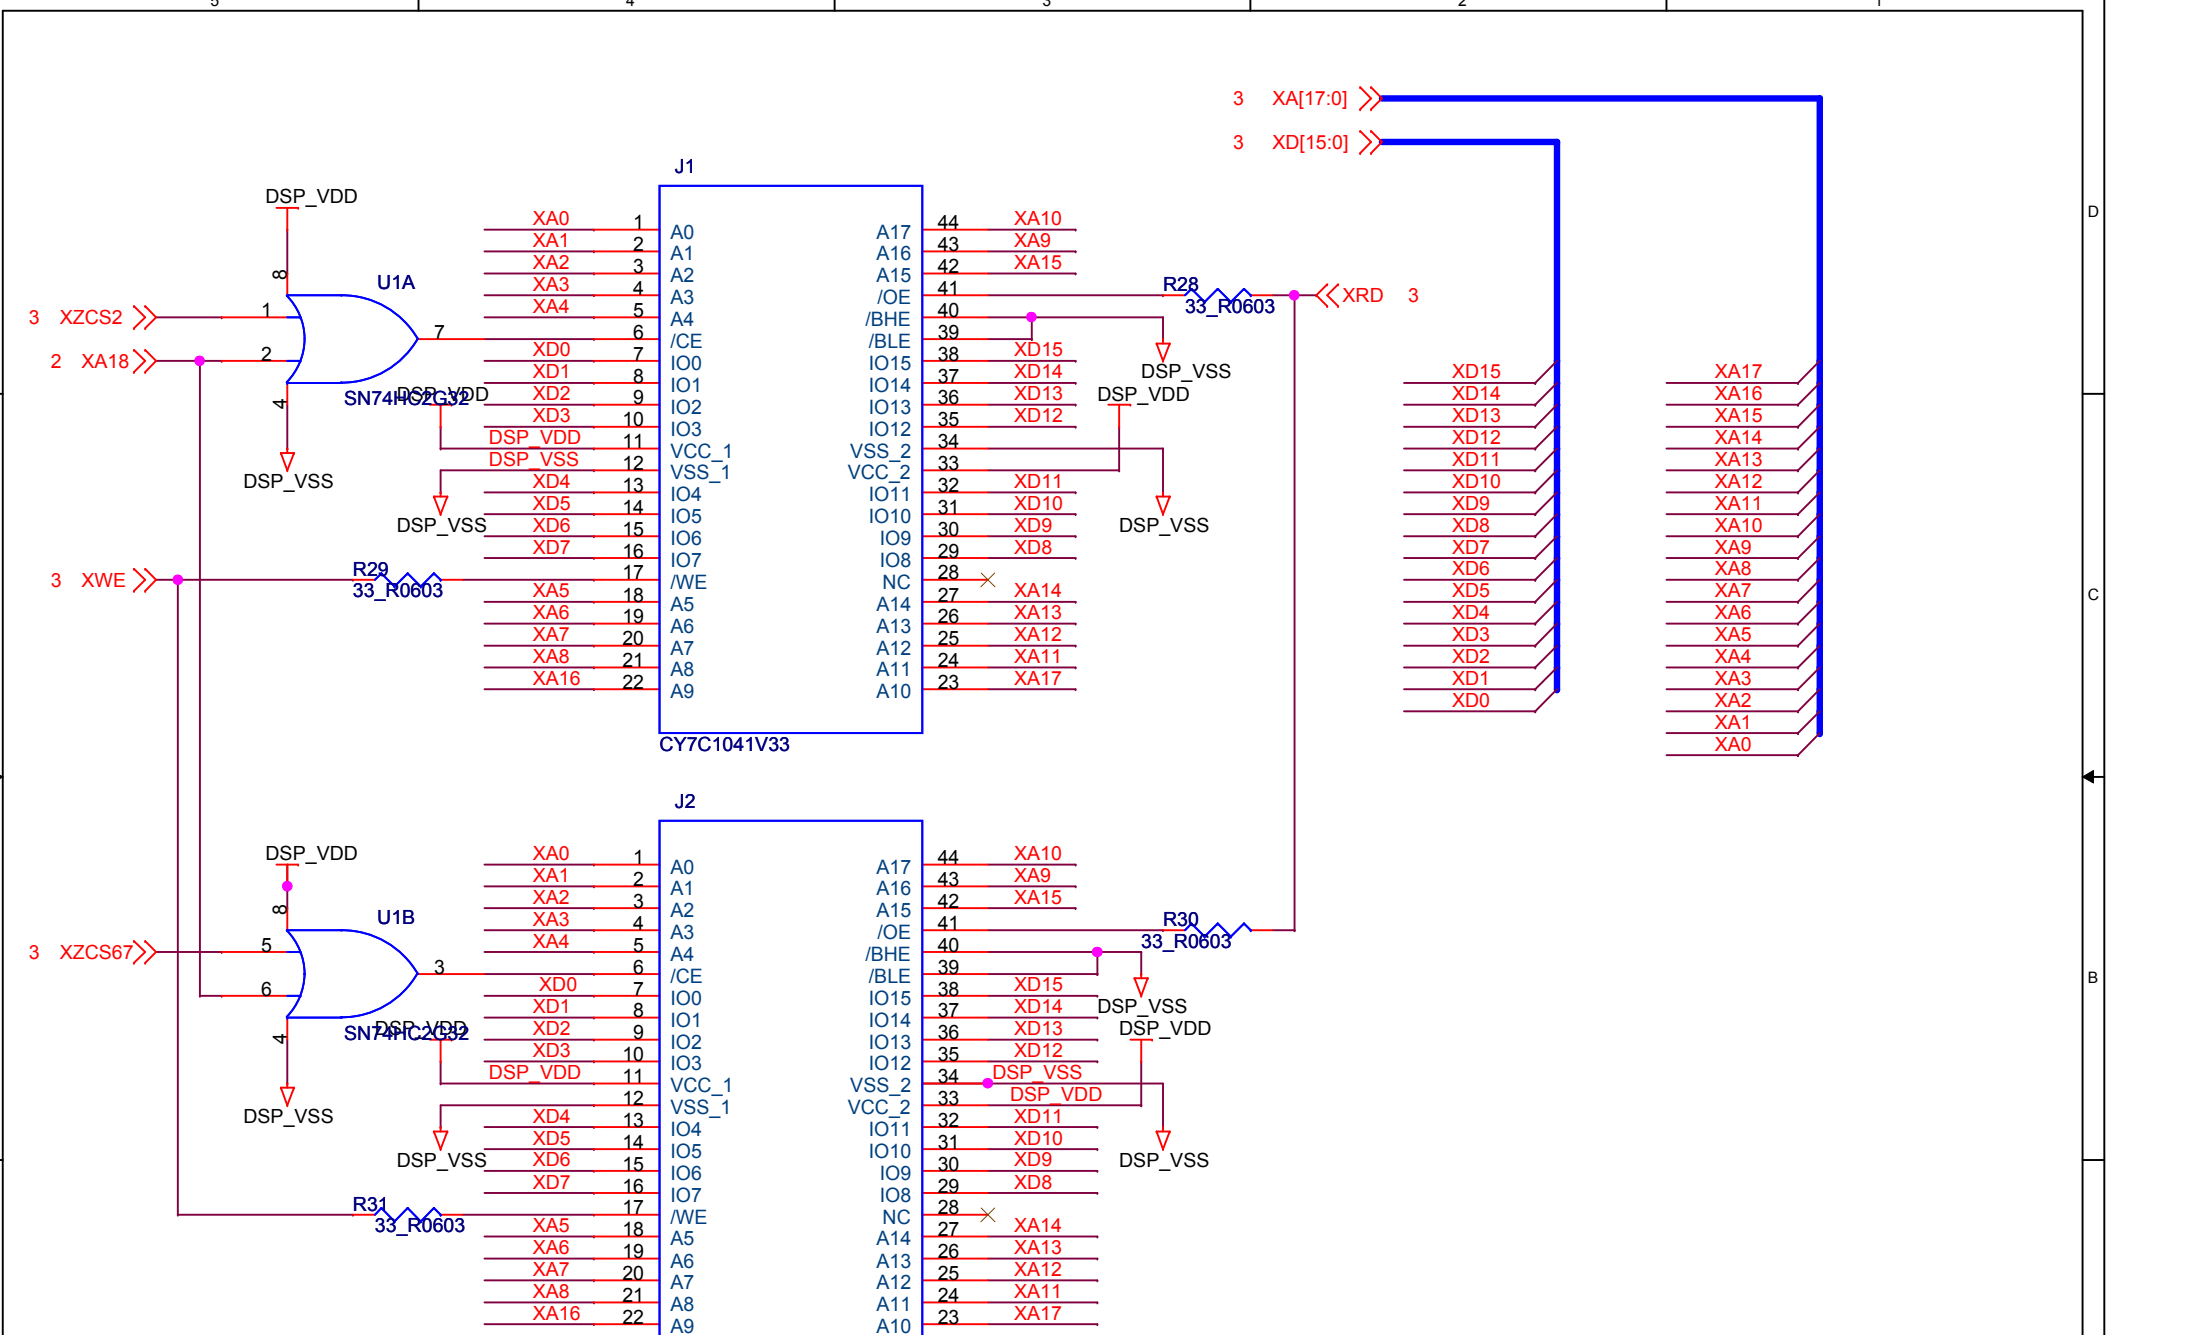 5 4 3 2 1
3 XA[17:0]
3 XD[15:0]
J1
DSP_VDD
D
XA0 1 A0 A17 44 XA10
XA1 2 A1 A16 43 XA9
XA2 3 A2 A15 42 XA15
8 U1A XA3 4 A3 /OE 41 R28 33_R0603 XRD 3
3 XZCS2 1 XA4 5 A4 /BHE 40
7 6 /CE /BLE 39
2 XA18 2 XD0 7 IO0 IO15 38 XD15 DSP_VSS
XD1 8 IO1 IO14 37 XD14
4 SN74HC2G32 DSP_VDD XD2 9 IO2 IO13 36 XD13 DSP_VDD
XD3 10 IO3 IO12 35 XD12
DSP_VDD 11 VCC_1 VSS_2 34
DSP_VSS 12 VSS_1 VCC_2 33
DSP_VSS XD4 13 IO4 IO11 32 XD11
XD5 14 IO5 IO10 31 XD10
DSP_VSS XD6 15 IO6 IO9 30 XD9 DSP_VSS
XD7 16 IO7 IO8 29 XD8
3 XWE R29 33_R0603 17 /WE NC 28
XA5 18 A5 A14 27 XA14
XA6 19 A6 A13 26 XA13
XA7 20 A7 A12 25 XA12
XA8 21 A8 A11 24 XA11
XA16 22 A9 A10 23 XA17
CY7C1041V33
XD15 XA17
XD14 XA16
XD13 XA15
XD12 XA14
XD11 XA13
XD10 XA12
XD9 XA11
XD8 XA10
XD7 XA9
XD6 XA8
XD5 XA7
XD4 XA6
XD3 XA5
XD2 XA4
XD1 XA3
XD0 XA2
XA1
XA0
C
J2
DSP_VDD
XA0 1 A0 A17 44 XA10
XA1 2 A1 A16 43 XA9
XA2 3 A2 A15 42 XA15
8 U1B XA3 4 A3 /OE 41 R30 33_R0603
3 XZCS67 5 XA4 5 A4 /BHE 40
3 6 /CE /BLE 39
6 XD0 7 IO0 IO15 38 XD15
XD1 8 IO1 IO14 37 XD14 DSP_VSS
4 SN74HC2G32 DSP_VDD XD2 9 IO2 IO13 36 XD13 DSP_VDD
XD3 10 IO3 IO12 35 XD12
DSP_VDD 11 VCC_1 VSS_2 34 DSP_VSS
12 VSS_1 VCC_2 33 DSP_VDD
DSP_VSS XD4 13 IO4 IO11 32 XD11
XD5 14 IO5 IO10 31 XD10
DSP_VSS XD6 15 IO6 IO9 30 XD9 DSP_VSS
XD7 16 IO7 IO8 29 XD8
R31 33_R0603 17 /WE NC 28
XA5 18 A5 A14 27 XA14
XA6 19 A6 A13 26 XA13
XA7 20 A7 A12 25 XA12
XA8 21 A8 A11 24 XA11
XA16 22 A9 A10 23 XA17
B